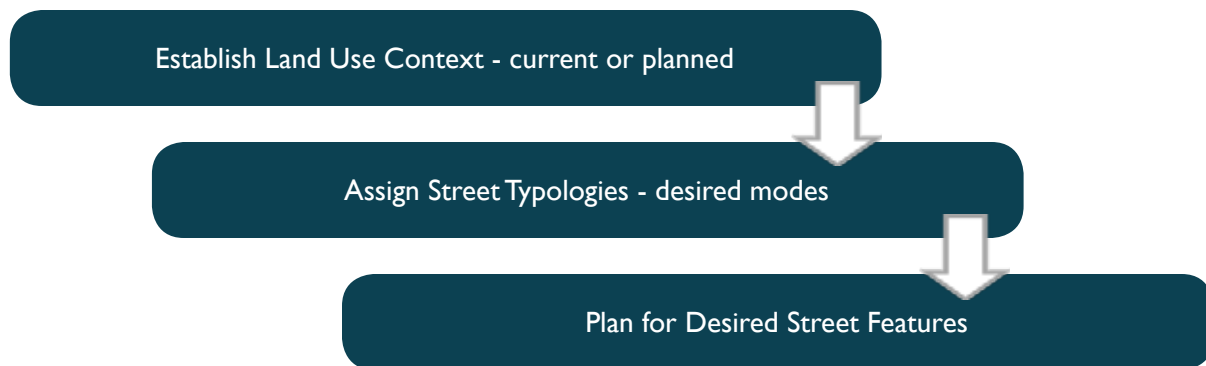 Establish Land Use Context - current or planned
Assign Street Typologies - desired modes
Plan for Desired Street Features